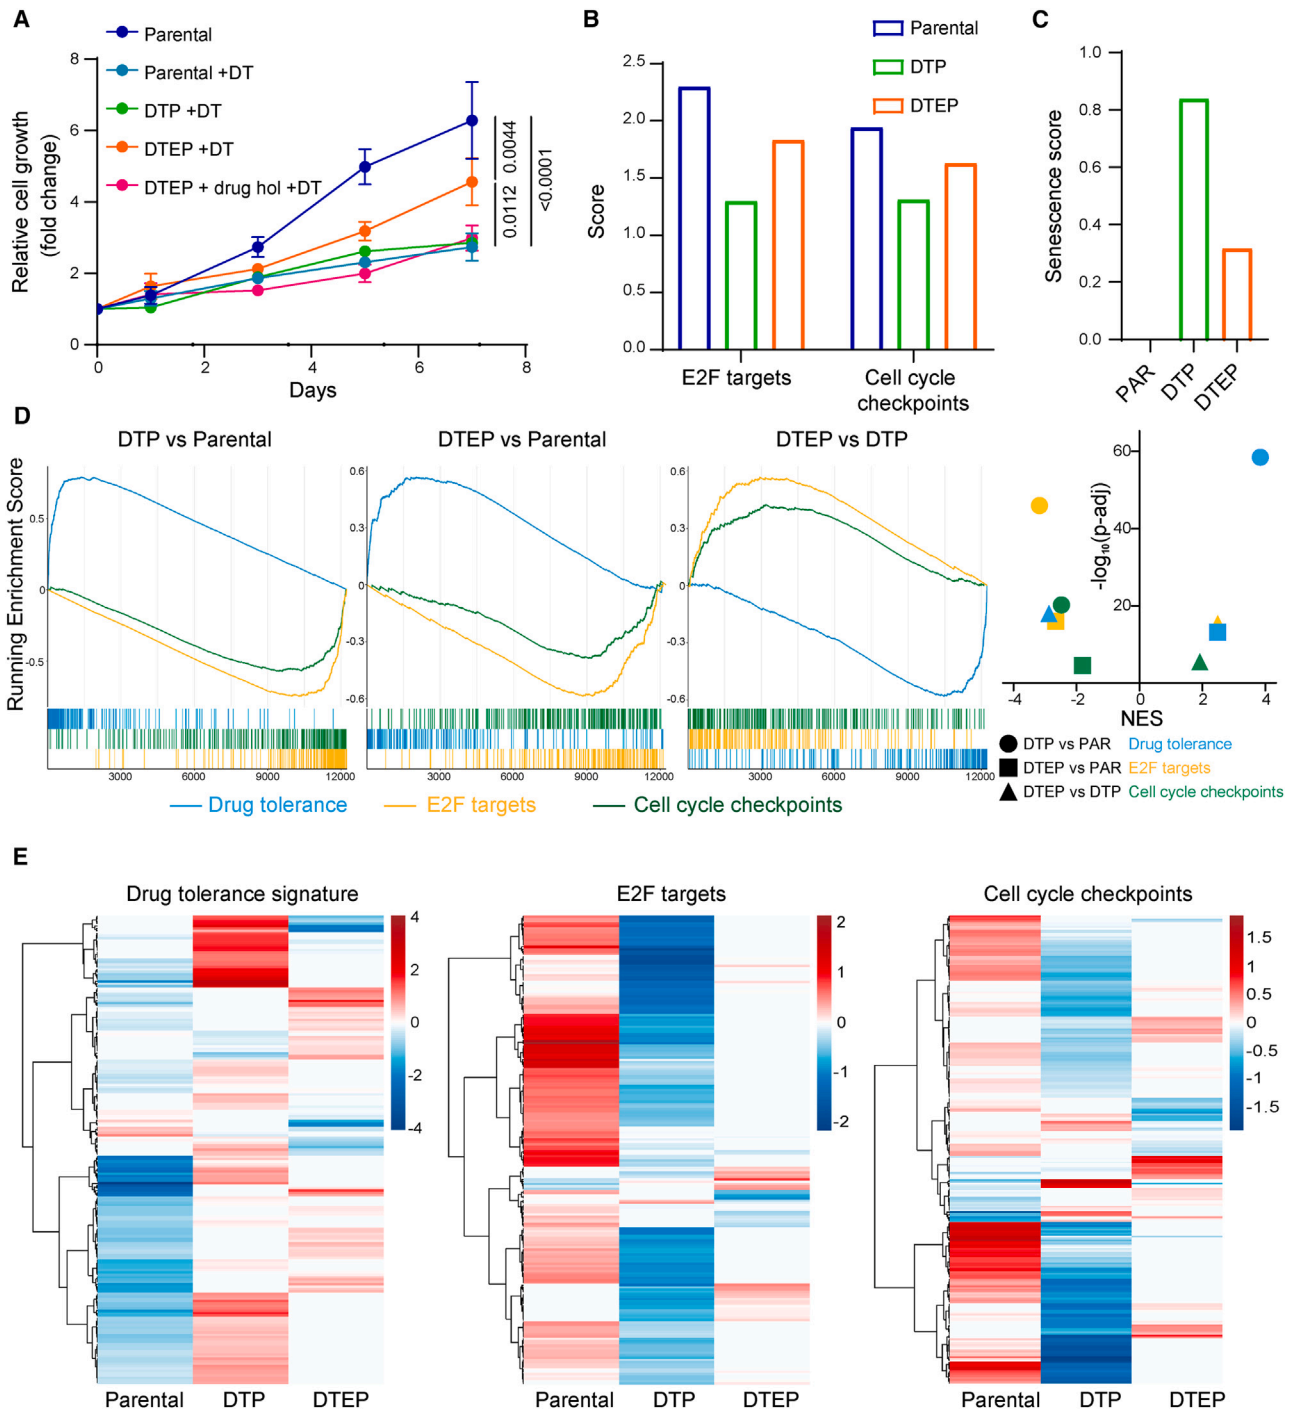 A
Parental
Parental +DT
DTP +DT
DTEP +DT
DTEP + drug hol +DT
Relative cell growth
(fold change)
8
6
4
2
0
0.0044
0.0112
<0.0001
0 2 4 6 8
Days
B
Parental
DTP
DTEP
Score
2.5
2.0
1.5
1.0
0.5
0.0
E2F targets
Cell cycle
checkpoints
C
Senescence score
1.0
0.8
0.6
0.4
0.2
0.0
PAR
DTP
DTEP
D
Running Enrichment Score
DTP vs Parental
0.5
0
-0.5
3000 6000 9000 12000
DTEP vs Parental
0.6
0.3
0
-0.3
-0.6
3000 6000 9000 12000
DTEP vs DTP
0.6
0.3
0
-0.3
-0.6
3000 6000 9000 12000
Drug tolerance
E2F targets
Cell cycle checkpoints
60
40
20
-log₁₀(p-adj)
-4 -2 0 2 4
NES
DTP vs PAR Drug tolerance
DTEP vs PAR E2F targets
DTEP vs DTP Cell cycle checkpoints
E
Drug tolerance signature
4
2
0
-2
-4
Parental DTP DTEP
E2F targets
2
1
0
-1
-2
Parental DTP DTEP
Cell cycle checkpoints
1.5
1
0.5
0
-0.5
-1
-1.5
Parental DTP DTEP